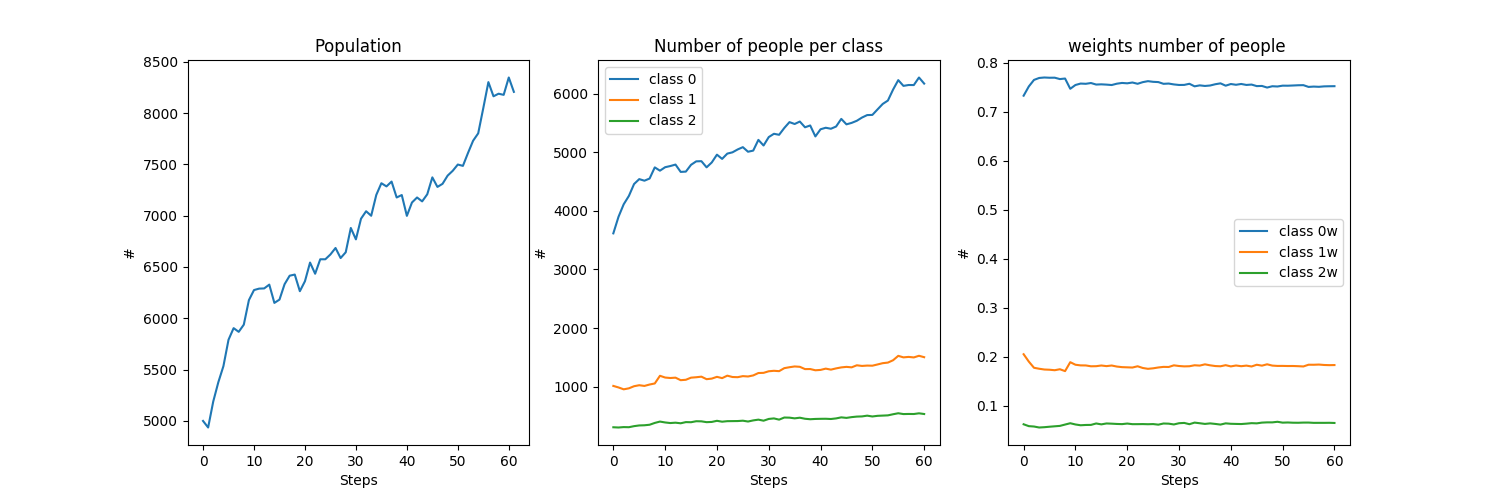 Population
8500
8000
7500
7000
6500
6000
5500
5000
#
0 10 20 30 40 50 60
Steps
Number of people per class
class 0
class 1
class 2
6000
5000
4000
3000
2000
1000
#
0 10 20 30 40 50 60
Steps
weights number of people
0.8
0.7
0.6
0.5
0.4
0.3
0.2
0.1
#
class 0w
class 1w
class 2w
0 10 20 30 40 50 60
Steps